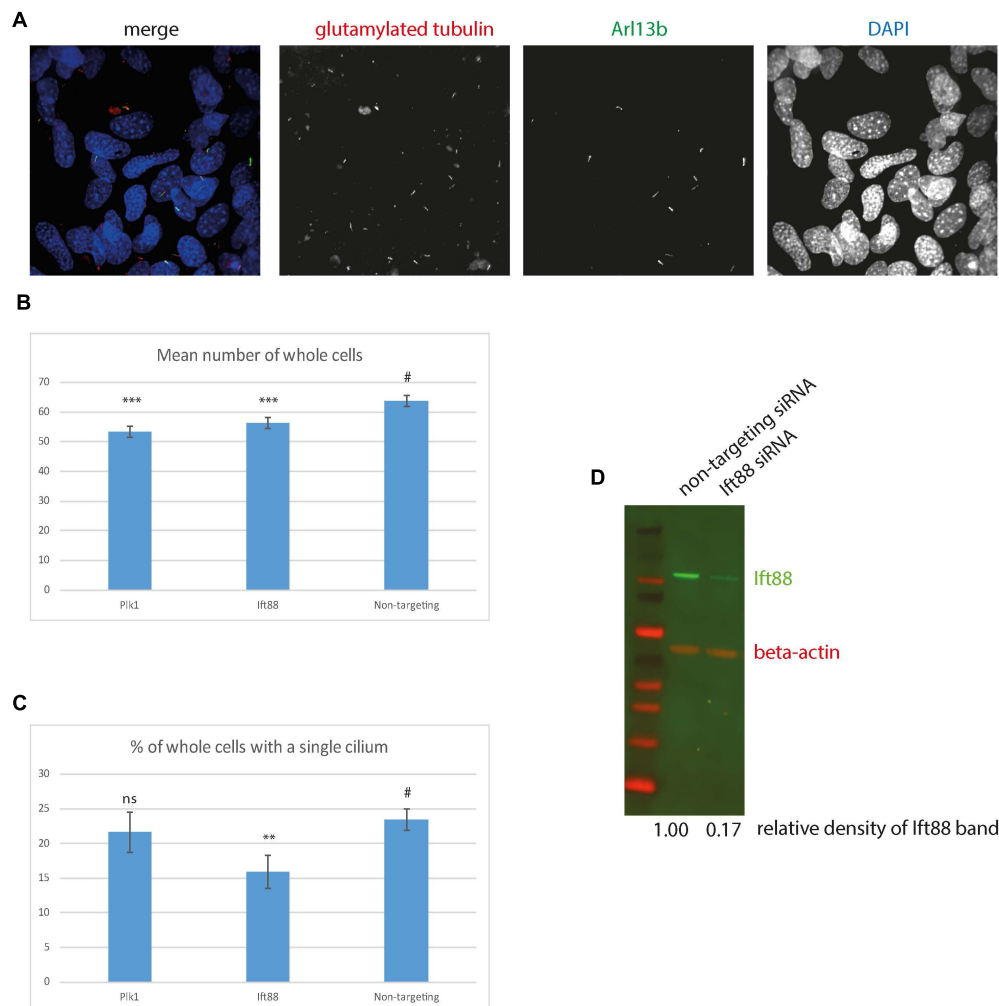 A
merge
glutamylated tubulin
Arl13b
DAPI
B
Mean number of whole cells
70
60
50
40
30
20
10
0
***
***
#
Plk1
Ift88
Non-targeting
C
% of whole cells with a single cilium
30
25
20
15
10
5
0
ns
**
#
Plk1
Ift88
Non-targeting
D
non-targeting siRNA
Ift88 siRNA
Ift88
beta-actin
1.00 0.17 relative density of Ift88 band